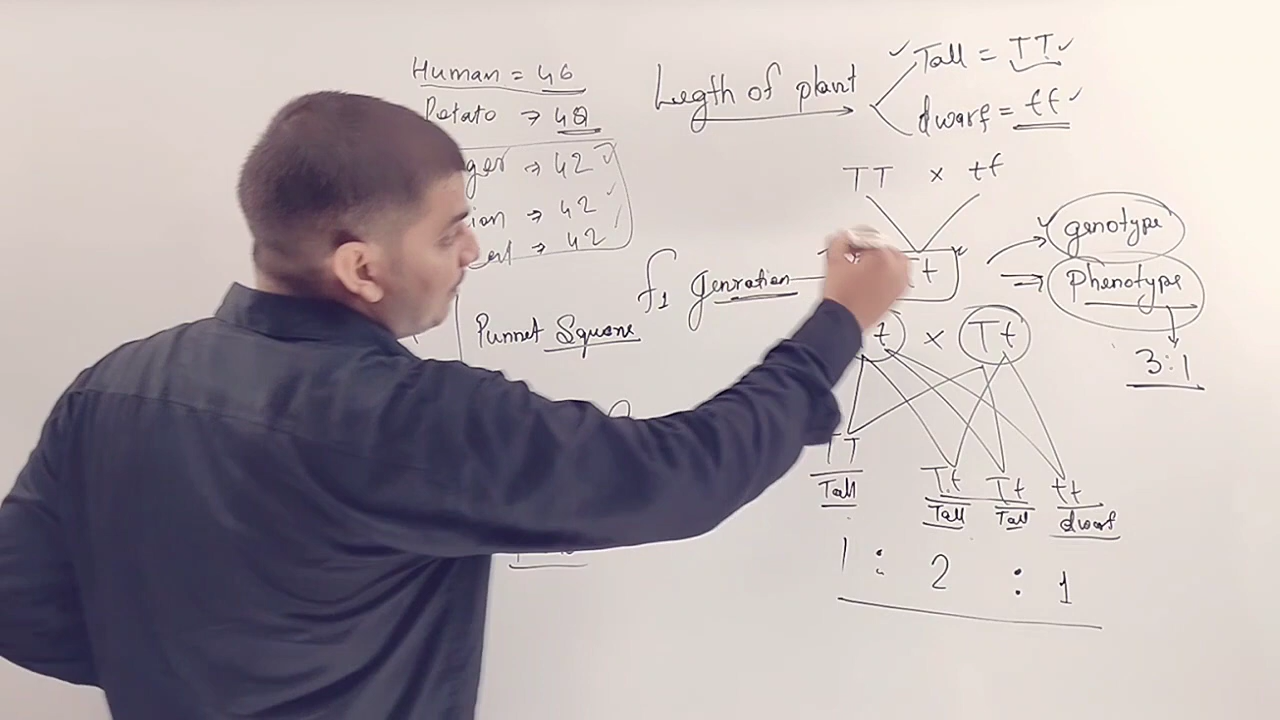 Human = 46
Potato → 48
ger → 42 ✓
ion → 42 ✓
→ 42
Length of plant
✓ Tall = TT ✓
dwarf = tt ✓
TT × tt
f1 Genration
t
✓ genotype
Phenotype
3:1
Punnet Square
t × Tt
TT
Tall
Tt Tt tt
Tall Tall dwarf
1 : 2 : 1